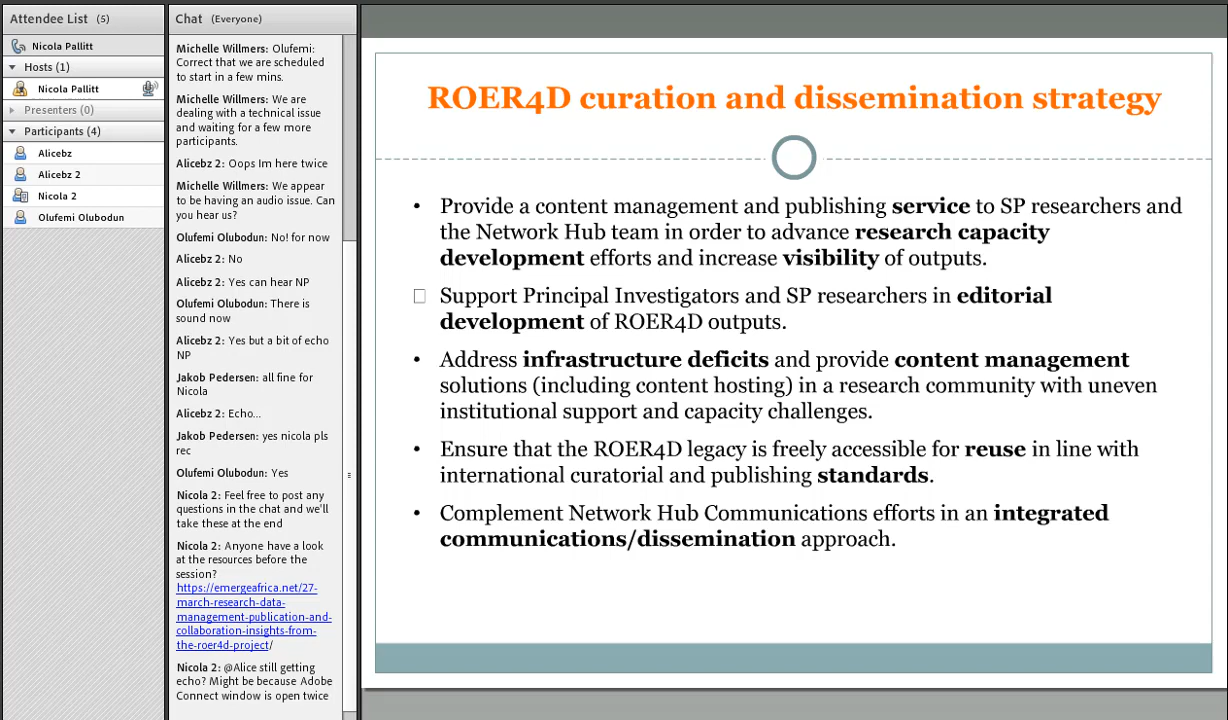 Attendee List (5)
Nicola Pallitt
Hosts (1)
Nicola Pallitt
Presenters (0)
Participants (4)
Alicebz
Alicebz 2
Nicola 2
Olufemi Olubodun
Chat (Everyone)
Michelle Willmers: Olufemi:
Correct that we are scheduled
to start in a few mins.
Michelle Willmers: We are
dealing with a technical issue
and waiting for a few more
participants.
Alicebz 2: Oops Im here twice
Michelle Willmers: We appear
to be having an audio issue. Can
you hear us?
Olufemi Olubodun: No! for now
Alicebz 2: No
Alicebz 2: Yes can hear NP
Olufemi Olubodun: There is
sound now
Alicebz 2: Yes but a bit of echo
NP
Jakob Pedersen: all fine for
Nicola
Alicebz 2: Echo...
Jakob Pedersen: yes nicola pls
rec
Olufemi Olubodun: Yes
Nicola 2: Feel free to post any
questions in the chat and we'll
take these at the end
Nicola 2: Anyone have a look
at the resources before the
session?
https://emergeafrica.net/27-
march-research-data-
management-publication-and-
collaboration-insights-from-
the-roer4d-project/
Nicola 2: @Alice still getting
echo? Might be because Adobe
Connect window is open twice
ROER4D curation and dissemination strategy
• Provide a content management and publishing service to SP researchers and
the Network Hub team in order to advance research capacity
development efforts and increase visibility of outputs.
Support Principal Investigators and SP researchers in editorial
development of ROER4D outputs.
• Address infrastructure deficits and provide content management
solutions (including content hosting) in a research community with uneven
institutional support and capacity challenges.
• Ensure that the ROER4D legacy is freely accessible for reuse in line with
international curatorial and publishing standards.
• Complement Network Hub Communications efforts in an integrated
communications/dissemination approach.